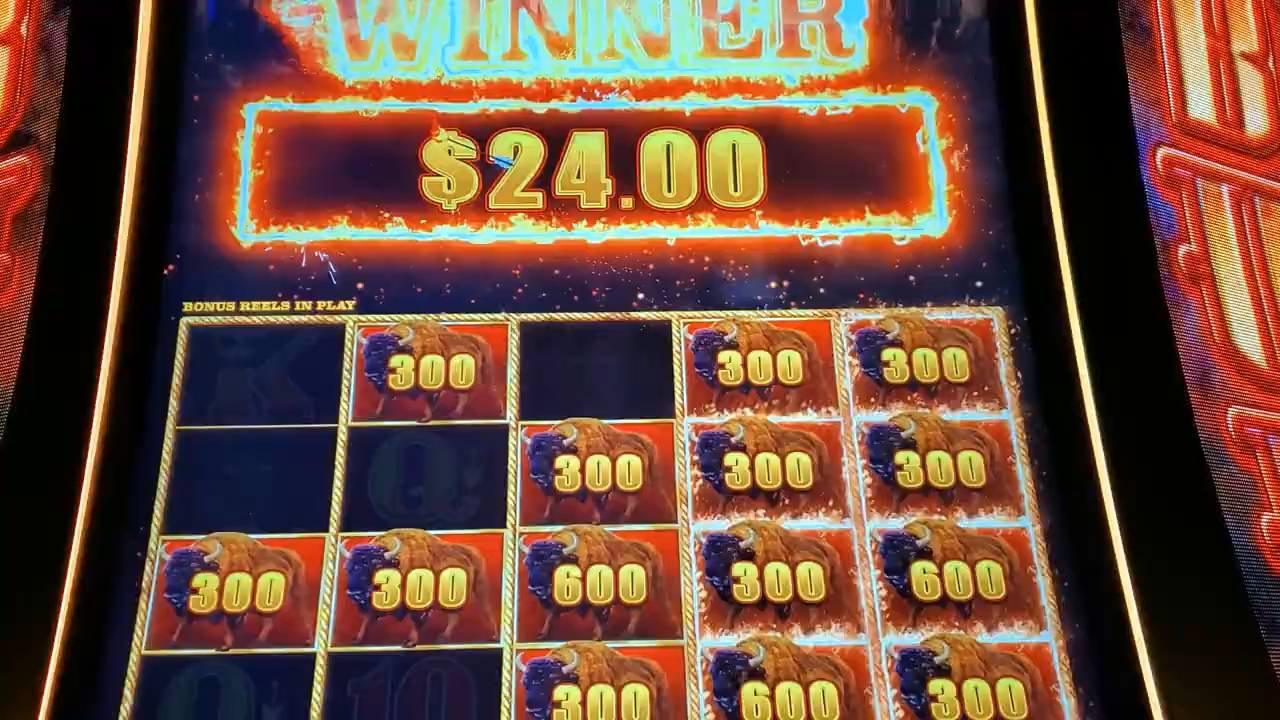 WINNER
$24.00
BONUS REELS IN PLAY
K 300 300 300
Q 300 300 300
300 300 600 300 600
Q 10 300 600 300